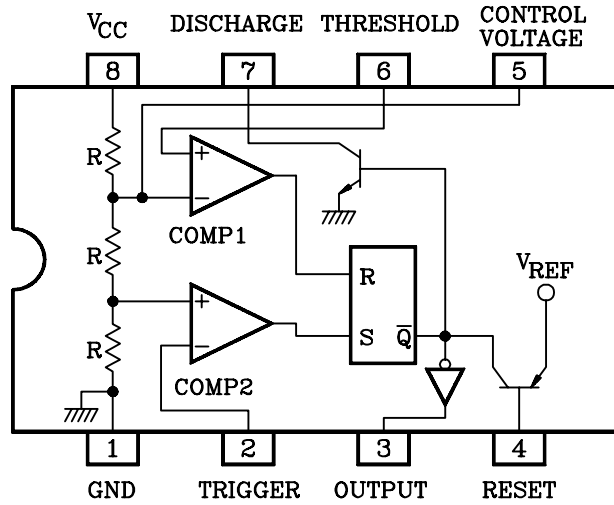 VCC DISCHARGE THRESHOLD CONTROL
VOLTAGE
8 7 6 5
R + −
COMP1
R
R
VREF
+ −
S Q̅
R
COMP2
1 2 3 4
GND TRIGGER OUTPUT RESET